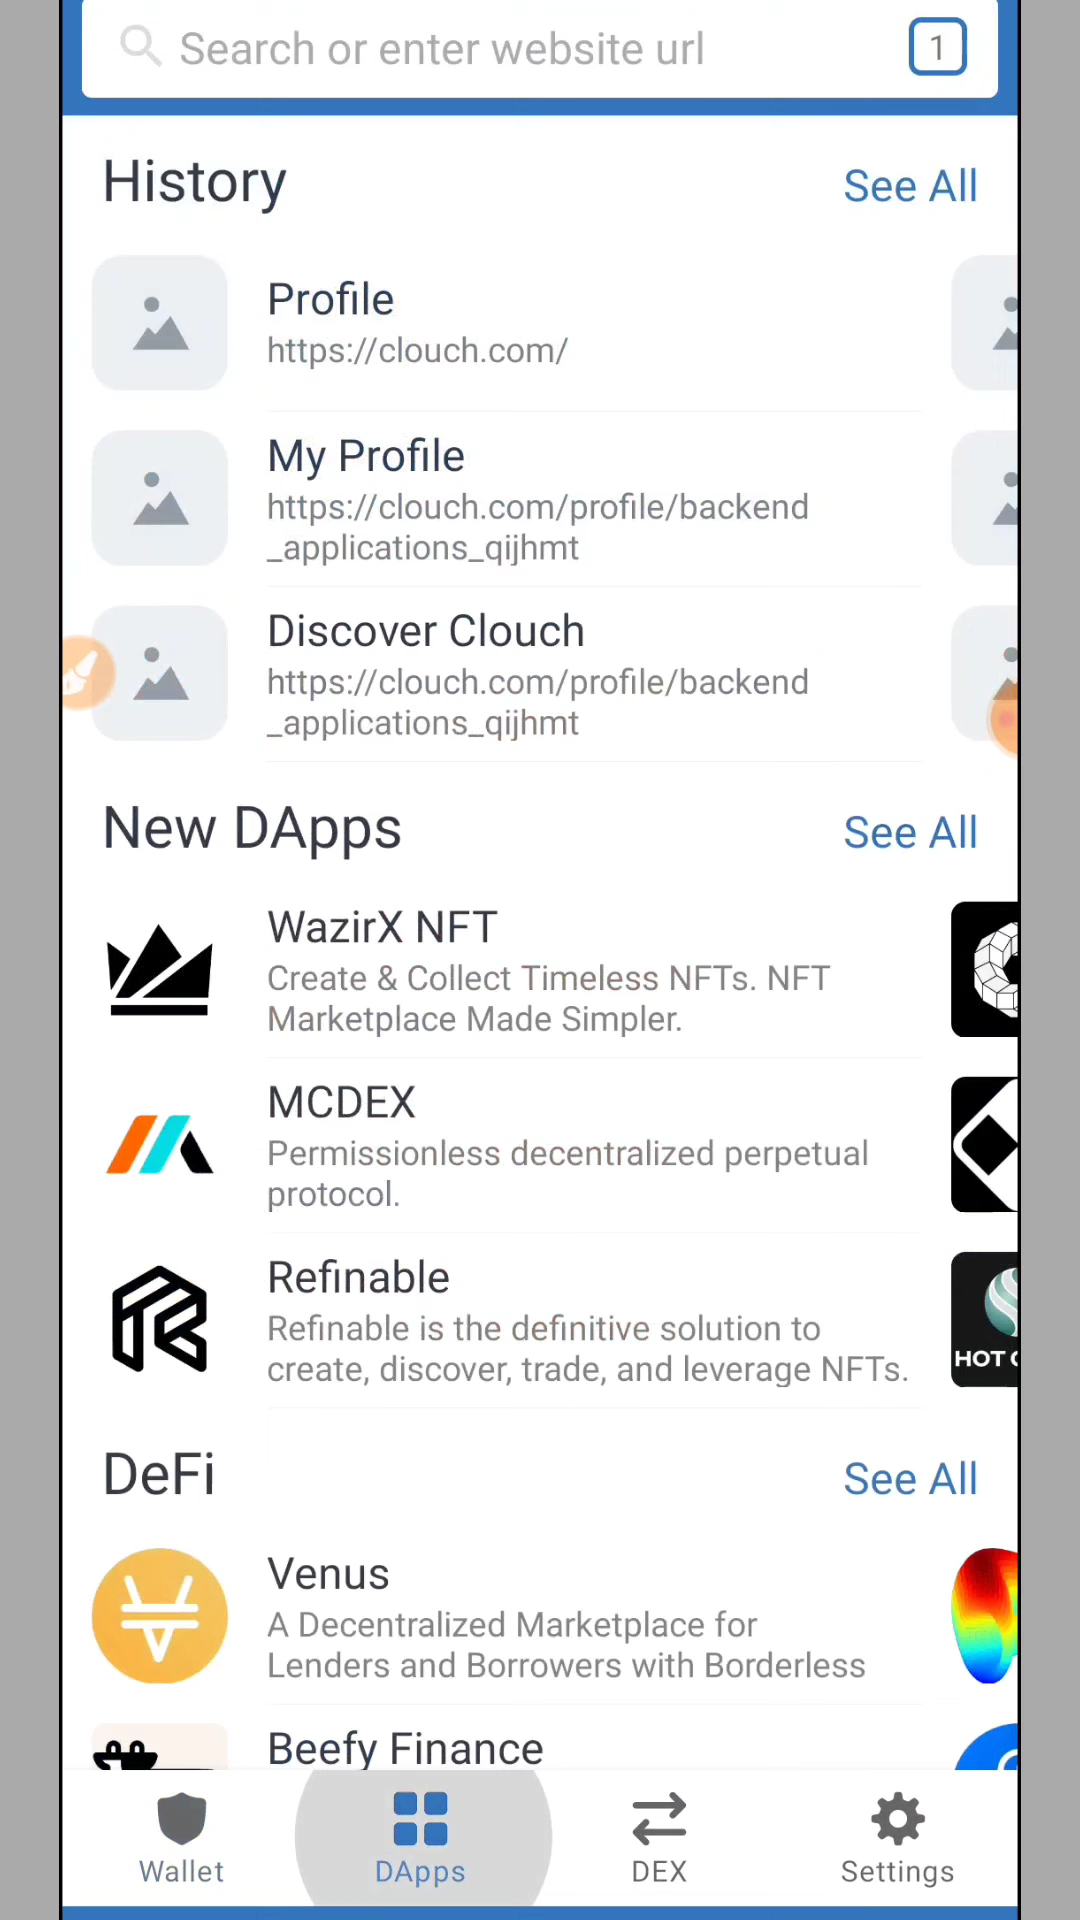 Search or enter website url
1
History
See All
Profile
https://clouch.com/
My Profile
https://clouch.com/profile/backend
_applications_qijhmt
Discover Clouch
https://clouch.com/profile/backend
_applications_qijhmt
New DApps
See All
WazirX NFT
Create & Collect Timeless NFTs. NFT
Marketplace Made Simpler.
MCDEX
Permissionless decentralized perpetual
protocol.
Refinable
Refinable is the definitive solution to
create, discover, trade, and leverage NFTs.
HOT
DeFi
See All
Venus
A Decentralized Marketplace for
Lenders and Borrowers with Borderless
Beefy Finance
Wallet
DApps
DEX
Settings